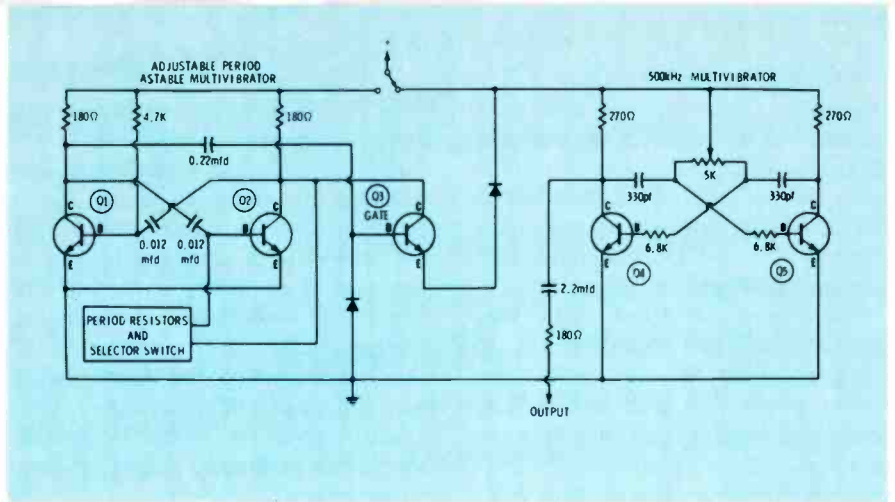 ADJUSTABLE PERIOD
ASTABLE MULTIVIBRATOR
+
500kHz MULTIVIBRATOR
180Ω
4.7K
180Ω
270Ω
270Ω
0.22mfd
5K
330pf
330pf
Q1
Q2
Q3
GATE
C
B
E
C
B
E
C
B
E
C
B
E
C
B
E
0.012
mfd
0.012
mfd
6.8K
6.8K
Q4
Q5
2.2mfd
180Ω
PERIOD RESISTORS
AND
SELECTOR SWITCH
OUTPUT